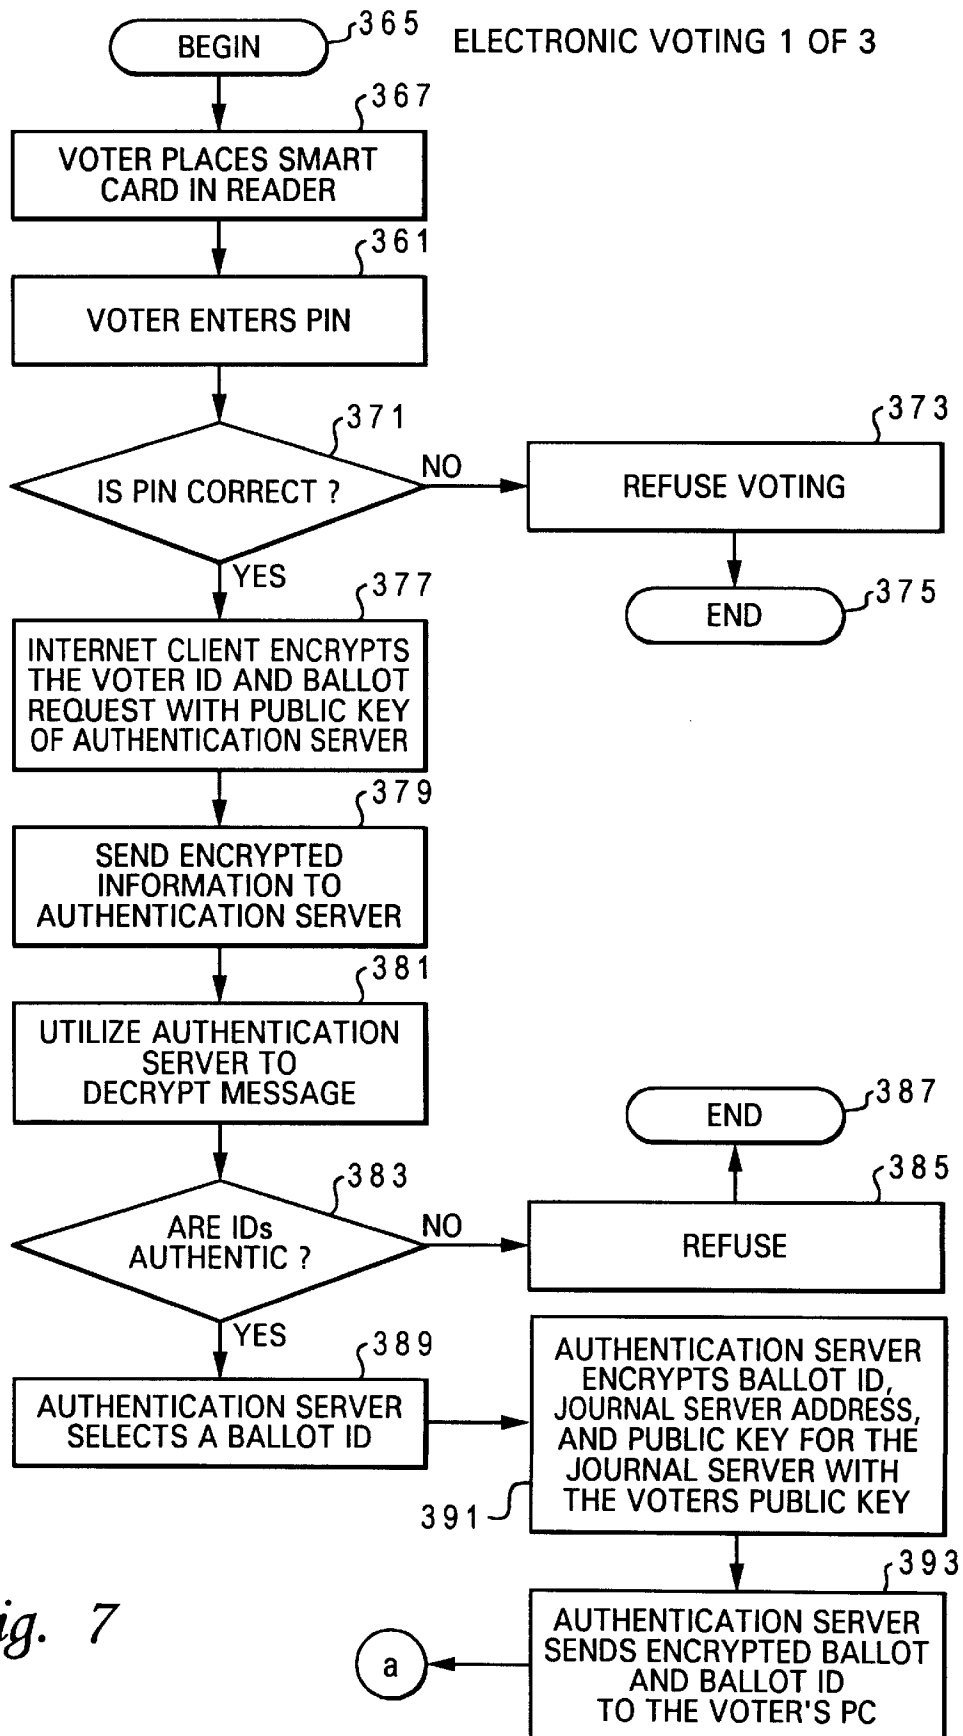 BEGIN
365
ELECTRONIC VOTING 1 OF 3
367
VOTER PLACES SMART
CARD IN READER
361
VOTER ENTERS PIN
371
IS PIN CORRECT ?
NO
373
REFUSE VOTING
YES
375
END
377
INTERNET CLIENT ENCRYPTS
THE VOTER ID AND BALLOT
REQUEST WITH PUBLIC KEY
OF AUTHENTICATION SERVER
379
SEND ENCRYPTED
INFORMATION TO
AUTHENTICATION SERVER
381
UTILIZE AUTHENTICATION
SERVER TO
DECRYPT MESSAGE
387
END
383
ARE IDs
AUTHENTIC ?
NO
385
REFUSE
YES
389
AUTHENTICATION SERVER
SELECTS A BALLOT ID
AUTHENTICATION SERVER
ENCRYPTS BALLOT ID,
JOURNAL SERVER ADDRESS,
AND PUBLIC KEY FOR THE
JOURNAL SERVER WITH
THE VOTERS PUBLIC KEY
391
393
AUTHENTICATION SERVER
SENDS ENCRYPTED BALLOT
AND BALLOT ID
TO THE VOTER'S PC
a
ig. 7